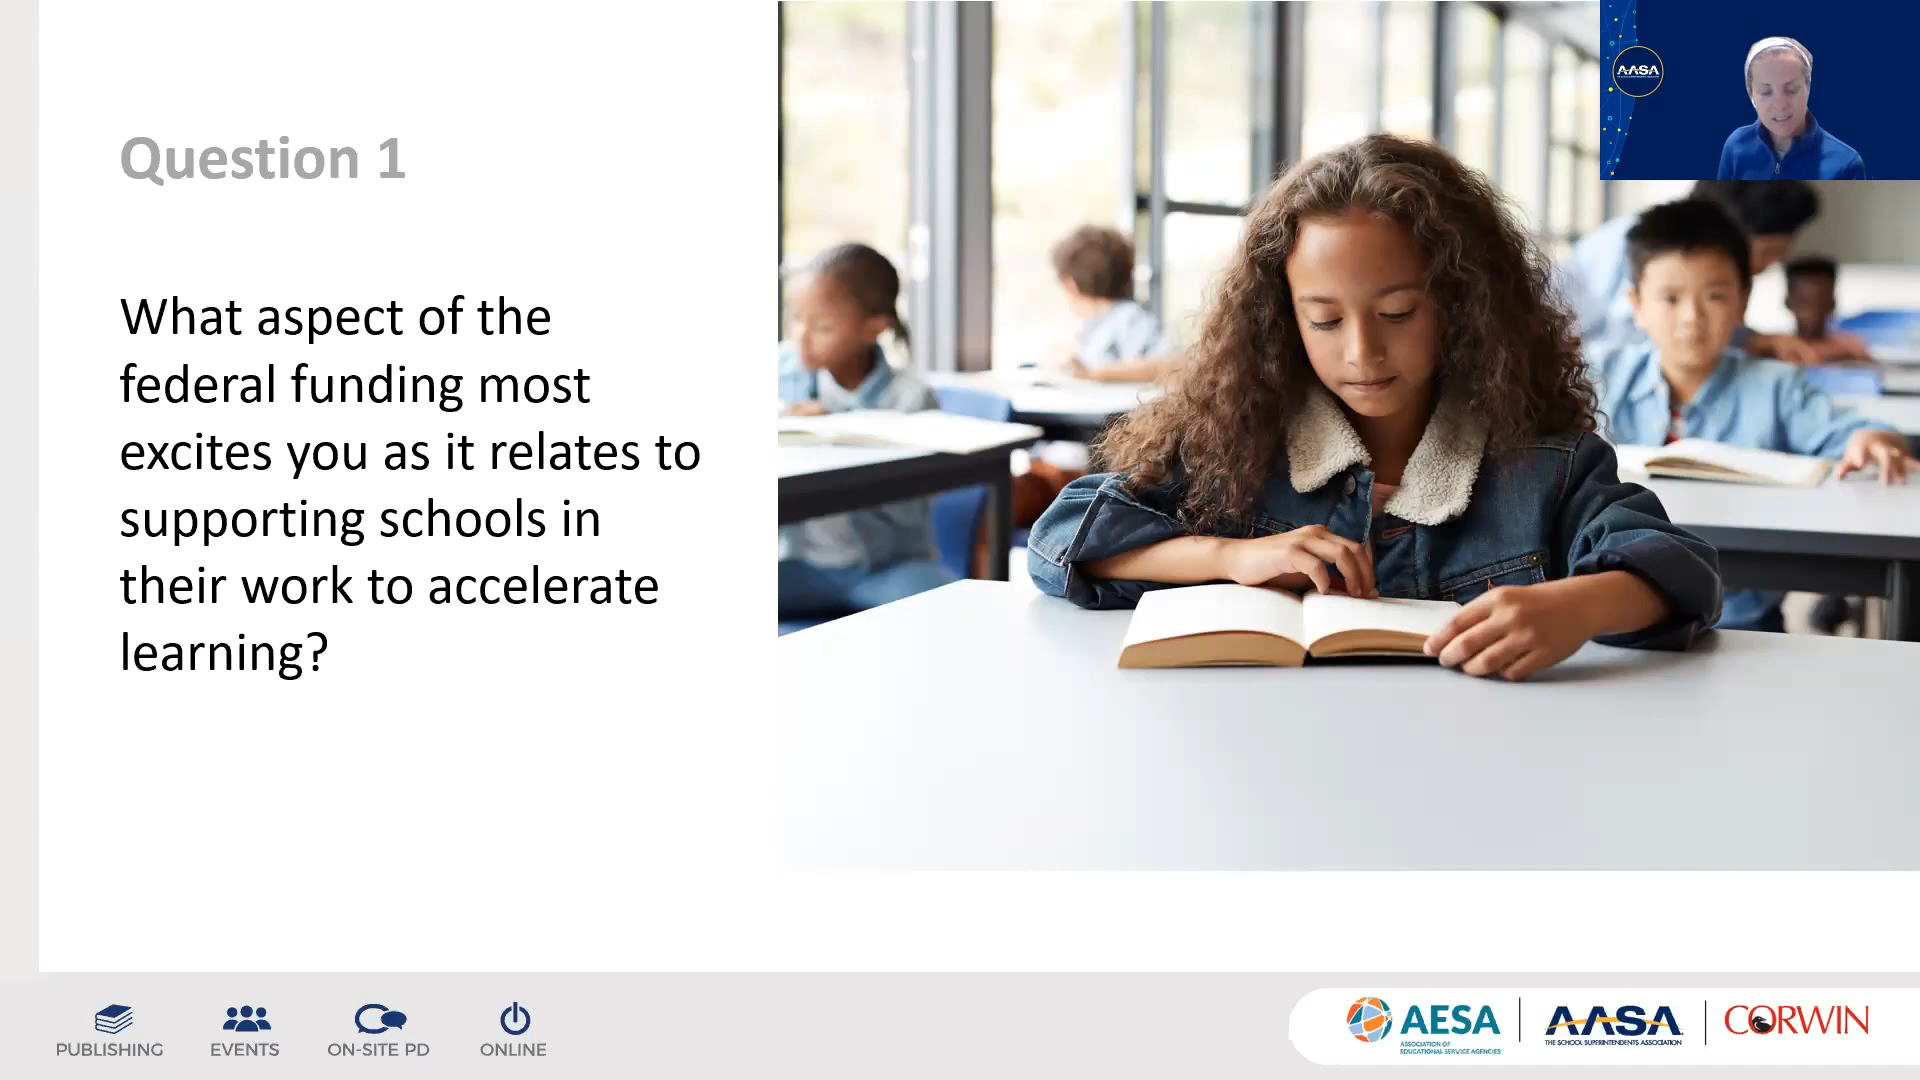 Question 1
What aspect of the
federal funding most
excites you as it relates to
supporting schools in
their work to accelerate
learning?
AASA
PUBLISHING
EVENTS
ON-SITE PD
ONLINE
AESA
ASSOCIATION OF
EDUCATIONAL SERVICE AGENCIES
AASA
THE SCHOOL SUPERINTENDENTS ASSOCIATION
CORWIN